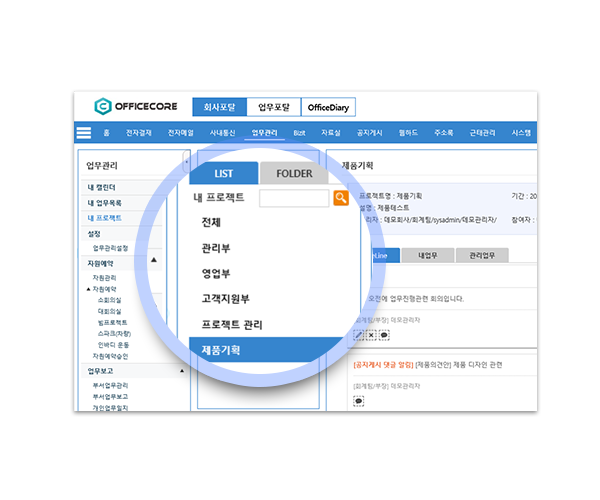 OFFICECORE 회사포탈 업무포탈 OfficeDiary
홈 전자결재 전자메일 사내통신 업무관리 Bizit 자료실 공지게시 웹하드 주소록 근태관리 시스템
업무관리
내 캘린더
내 업무목록
내 프로젝트
설정
업무관리설정
자원예약
자원관리
자원예약
스회의실
대회의실
빔프로젝트
스파크(차량)
인바디 운동
자원예약승인
업무보고
부서업무관리
부서업무보고
개인업무일지
LIST FOLDER
내 프로젝트
전체
관리부
영업부
고객지원부
프로젝트 관리
제품기획
제품기획
프로젝트명 : 제품기획 기간 : 20
설명 : 제품테스트
리자 : 데모회사/회계팀/sysadmin/데모관리자/ 참여자 :
eLine 내업무 관리업무
오전에 업무진행관련 회의입니다.
[회계팀/부장] 데모관리자
[공지게시 댓글 알림] [제품의견안] 제품 디자인 관련
[회계팀/부장] 데모관리자